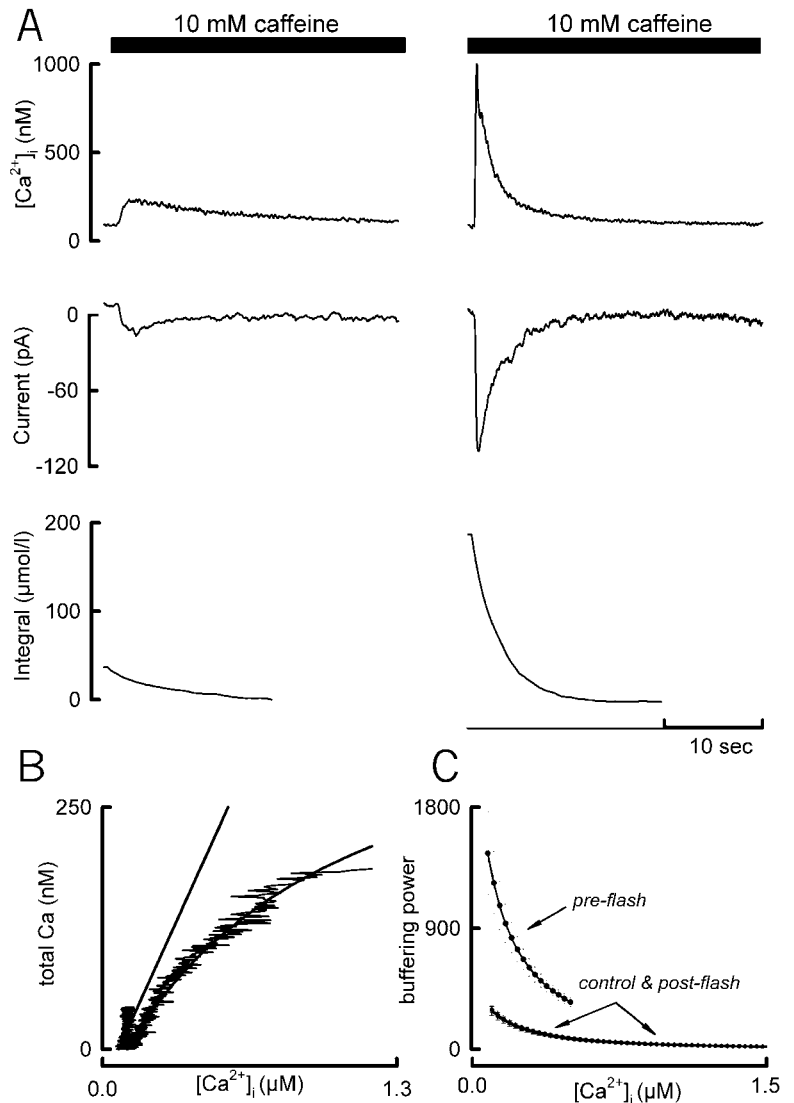 A
10 mM caffeine
10 mM caffeine
1000
500
0
[Ca²⁺]ᵢ (nM)
0
-60
-120
Current (pA)
200
100
0
Integral (µmol/l)
10 sec
B
250
0
total Ca (nM)
0.0
[Ca²⁺]ᵢ (µM)
1.3
C
1800
900
0
buffering power
pre-flash
control & post-flash
0.0
[Ca²⁺]ᵢ (µM)
1.5